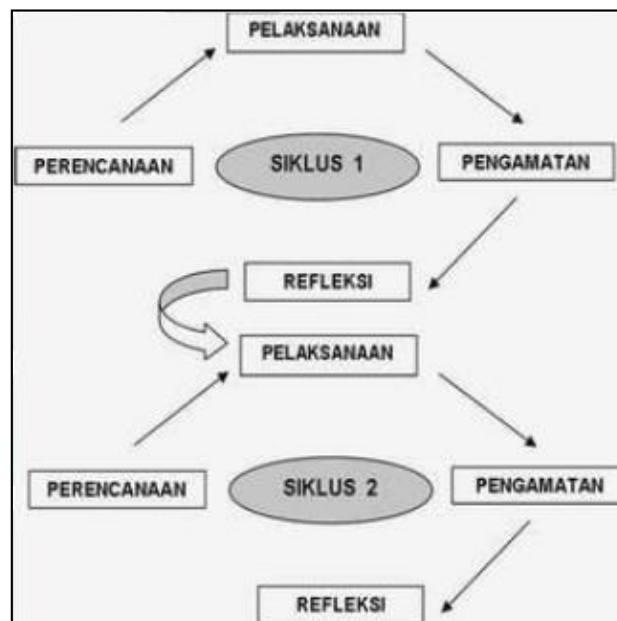 PELAKSANAAN
PERENCANAAN
SIKLUS 1
PENGAMATAN
REFLEKSI
PELAKSANAAN
PERENCANAAN
SIKLUS 2
PENGAMATAN
REFLEKSI